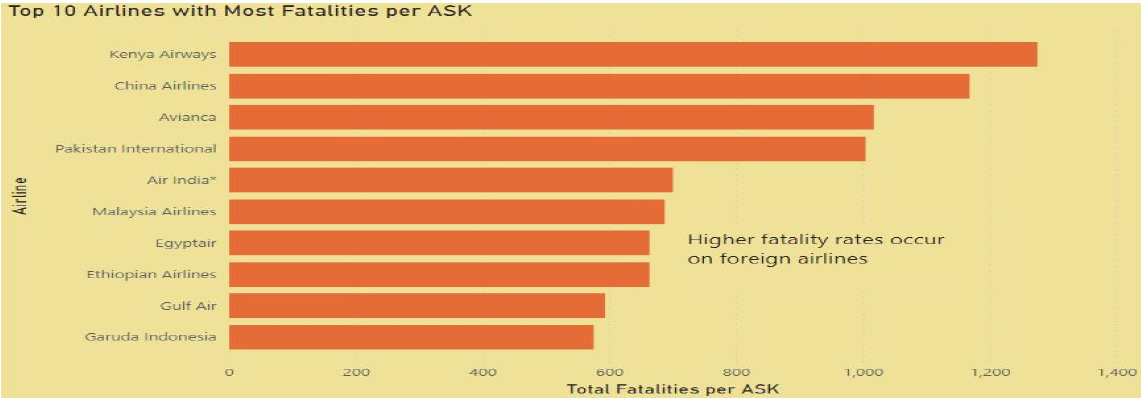 Top 10 Airlines with Most Fatalities per ASK
Airline
Kenya Airways
China Airlines
Avianca
Pakistan International
Air India*
Malaysia Airlines
Egyptair
Ethiopian Airlines
Gulf Air
Garuda Indonesia
Higher fatality rates occur
on foreign airlines
0 200 400 600 800 1,000 1,200 1,400
Total Fatalities per ASK